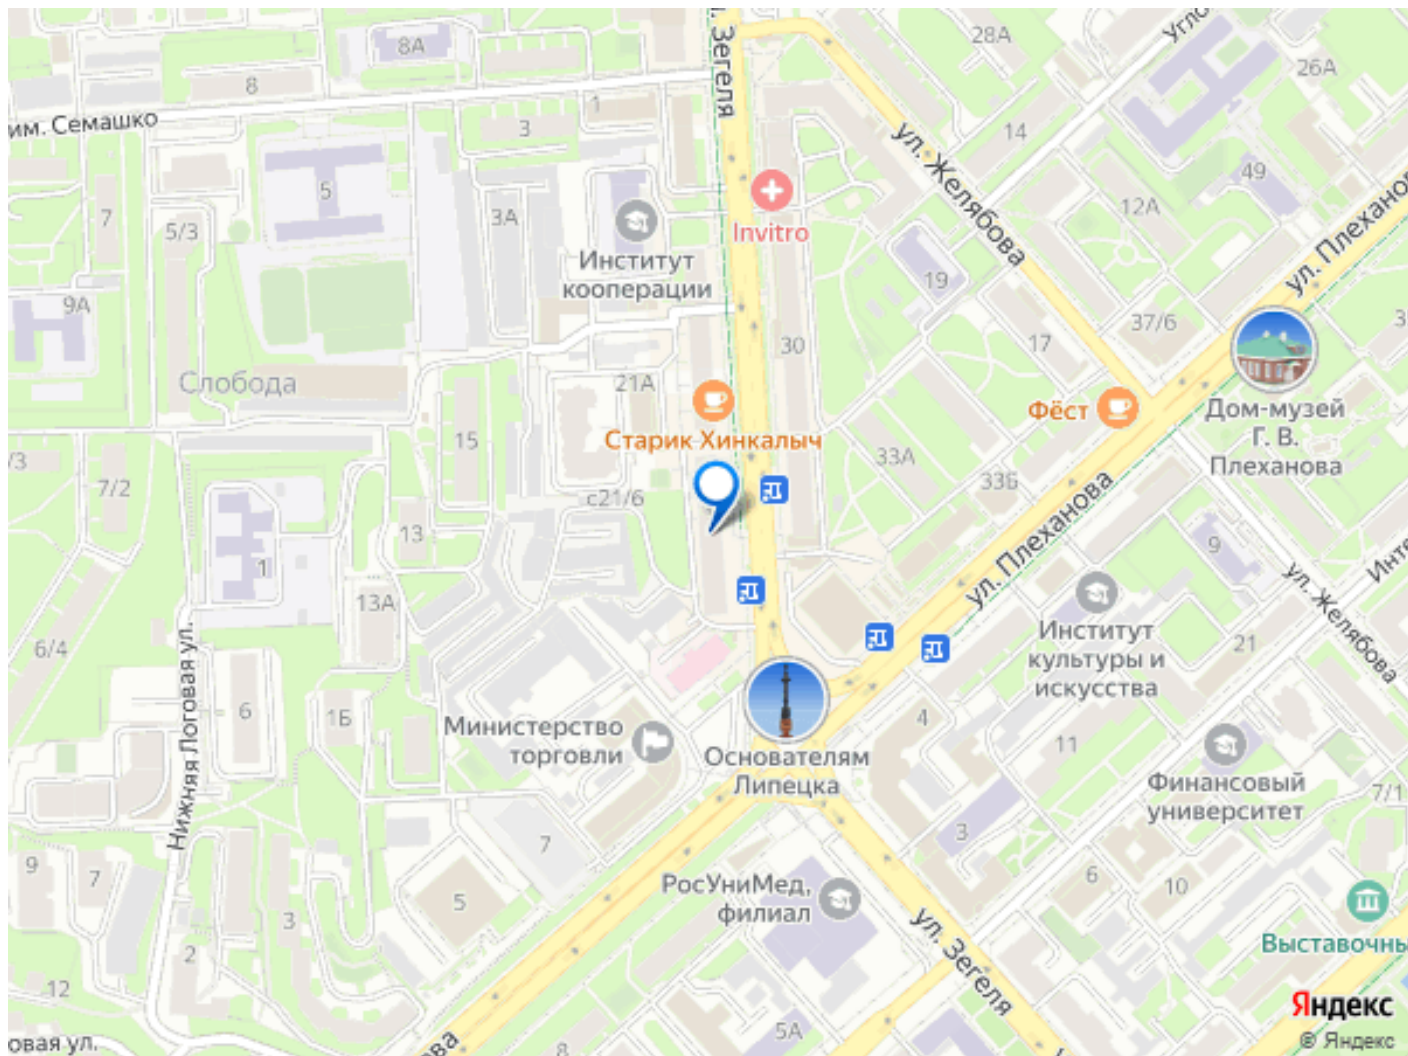 ул. Зегеля
8А
28А
Угло
26А
8
1
им. Семашко
3
14
ул. Желябова
5
49
7
5/3
3А
12А
ул. Плеханова
Invitro
Институт
кооперации
19
9А
37/6
30
17
Слобода
21А
Фёст
Дом-музей
Г. В.
Плеханова
15
Старик Хинкалыч
33А
33Б
/3
7/2
с21/6
ул. Плеханова
13
9
1
13А
Инте
ул. Желябова
6/4
Институт
культуры и
искусства
21
Нижняя Логовая ул.
6
1Б
Министерство
торговли
4
11
Основателям
Липецка
Финансовый
университет
7/1
7
3
9
7
5
6
10
РосУниМед,
филиал
3
ул. Зегеля
2
Выставочны
12
5А
Яндекс
овая ул.
ова
8
© Яндекс